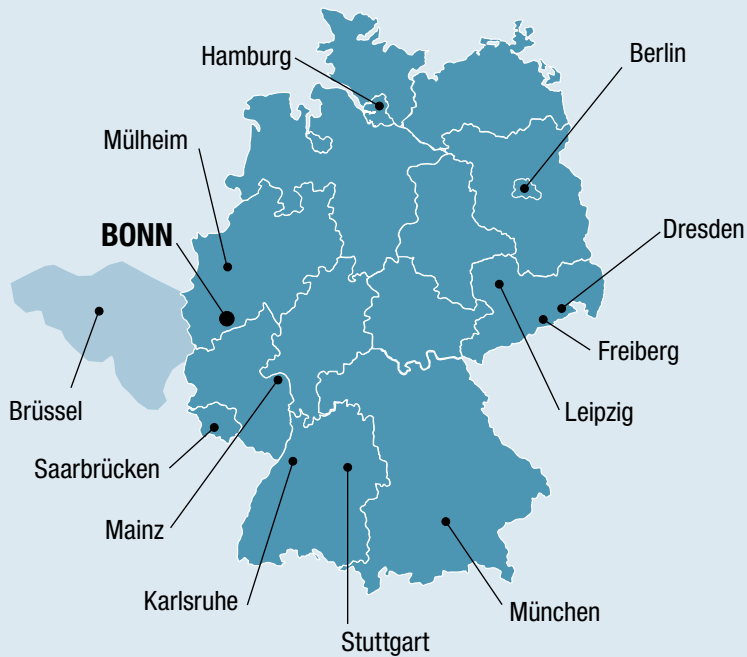 Hamburg
Berlin
Mülheim
BONN
Dresden
Freiberg
Brüssel
Leipzig
Saarbrücken
Mainz
Karlsruhe
München
Stuttgart